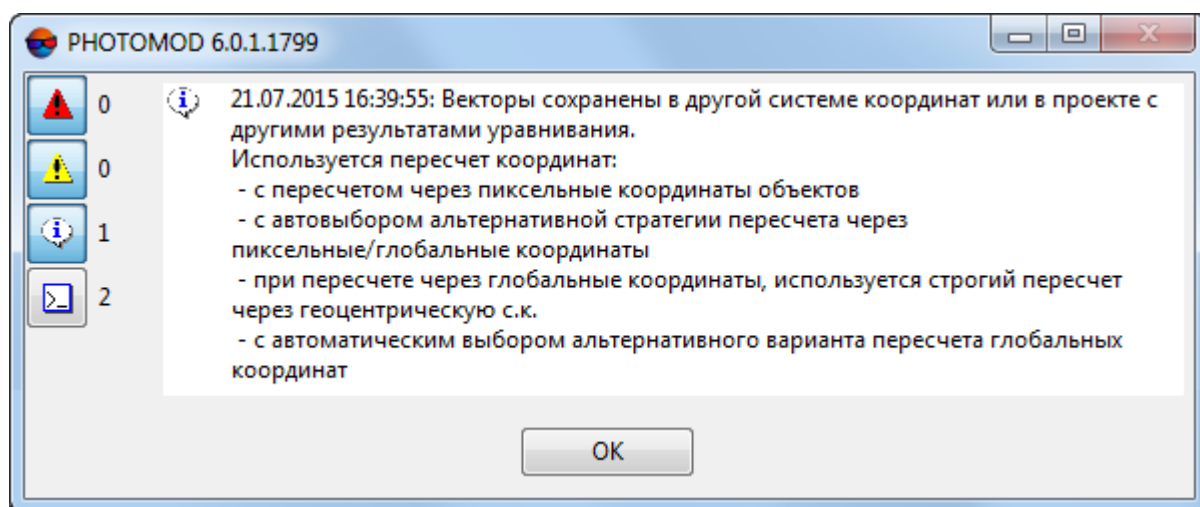 PHOTOMOD 6.0.1.1799
0
0
1
2
21.07.2015 16:39:55: Векторы сохранены в другой системе координат или в проекте с
другими результатами уравнивания.
Используется пересчет координат:
- с пересчетом через пиксельные координаты объектов
- с автовыбором альтернативной стратегии пересчета через
пиксельные/глобальные координаты
- при пересчете через глобальные координаты, используется строгий пересчет
через геоцентрическую с.к.
- с автоматическим выбором альтернативного варианта пересчета глобальных
координат
OK